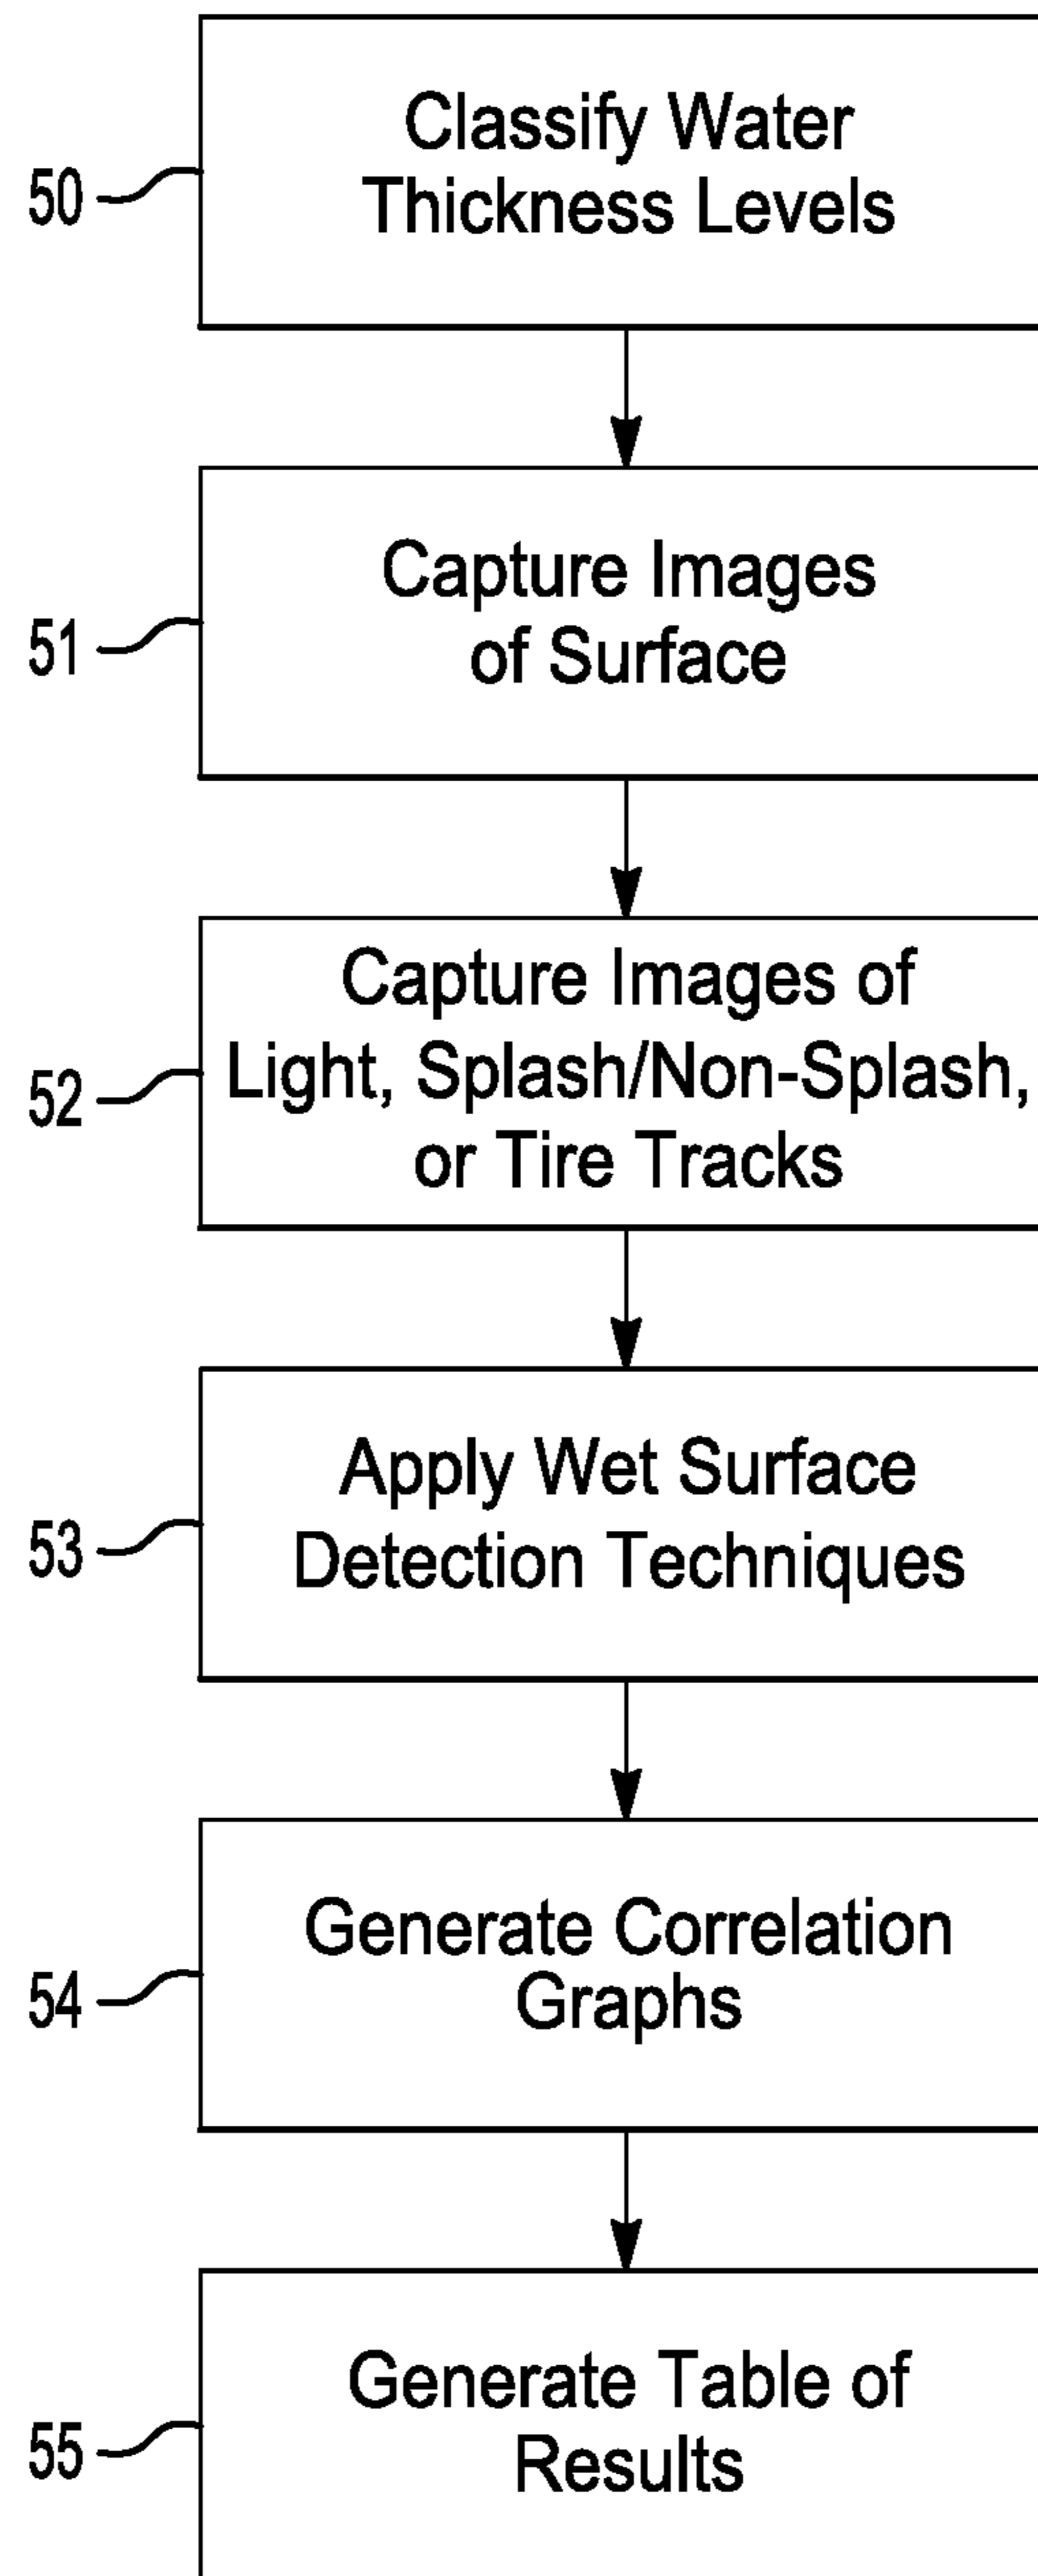 50
Classify Water
Thickness Levels
51
Capture Images
of Surface
52
Capture Images of
Light, Splash/Non-Splash,
or Tire Tracks
53
Apply Wet Surface
Detection Techniques
54
Generate Correlation
Graphs
55
Generate Table of
Results